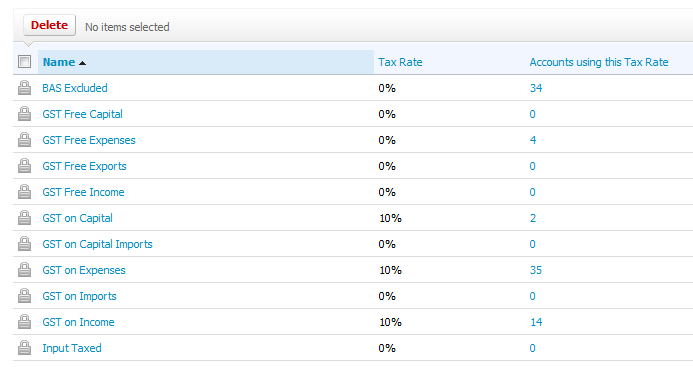 Delete No items selected
Name Tax Rate Accounts using this Tax Rate
BAS Excluded 0% 34
GST Free Capital 0% 0
GST Free Expenses 0% 4
GST Free Exports 0% 0
GST Free Income 0% 0
GST on Capital 10% 2
GST on Capital Imports 0% 0
GST on Expenses 10% 35
GST on Imports 0% 0
GST on Income 10% 14
Input Taxed 0% 0